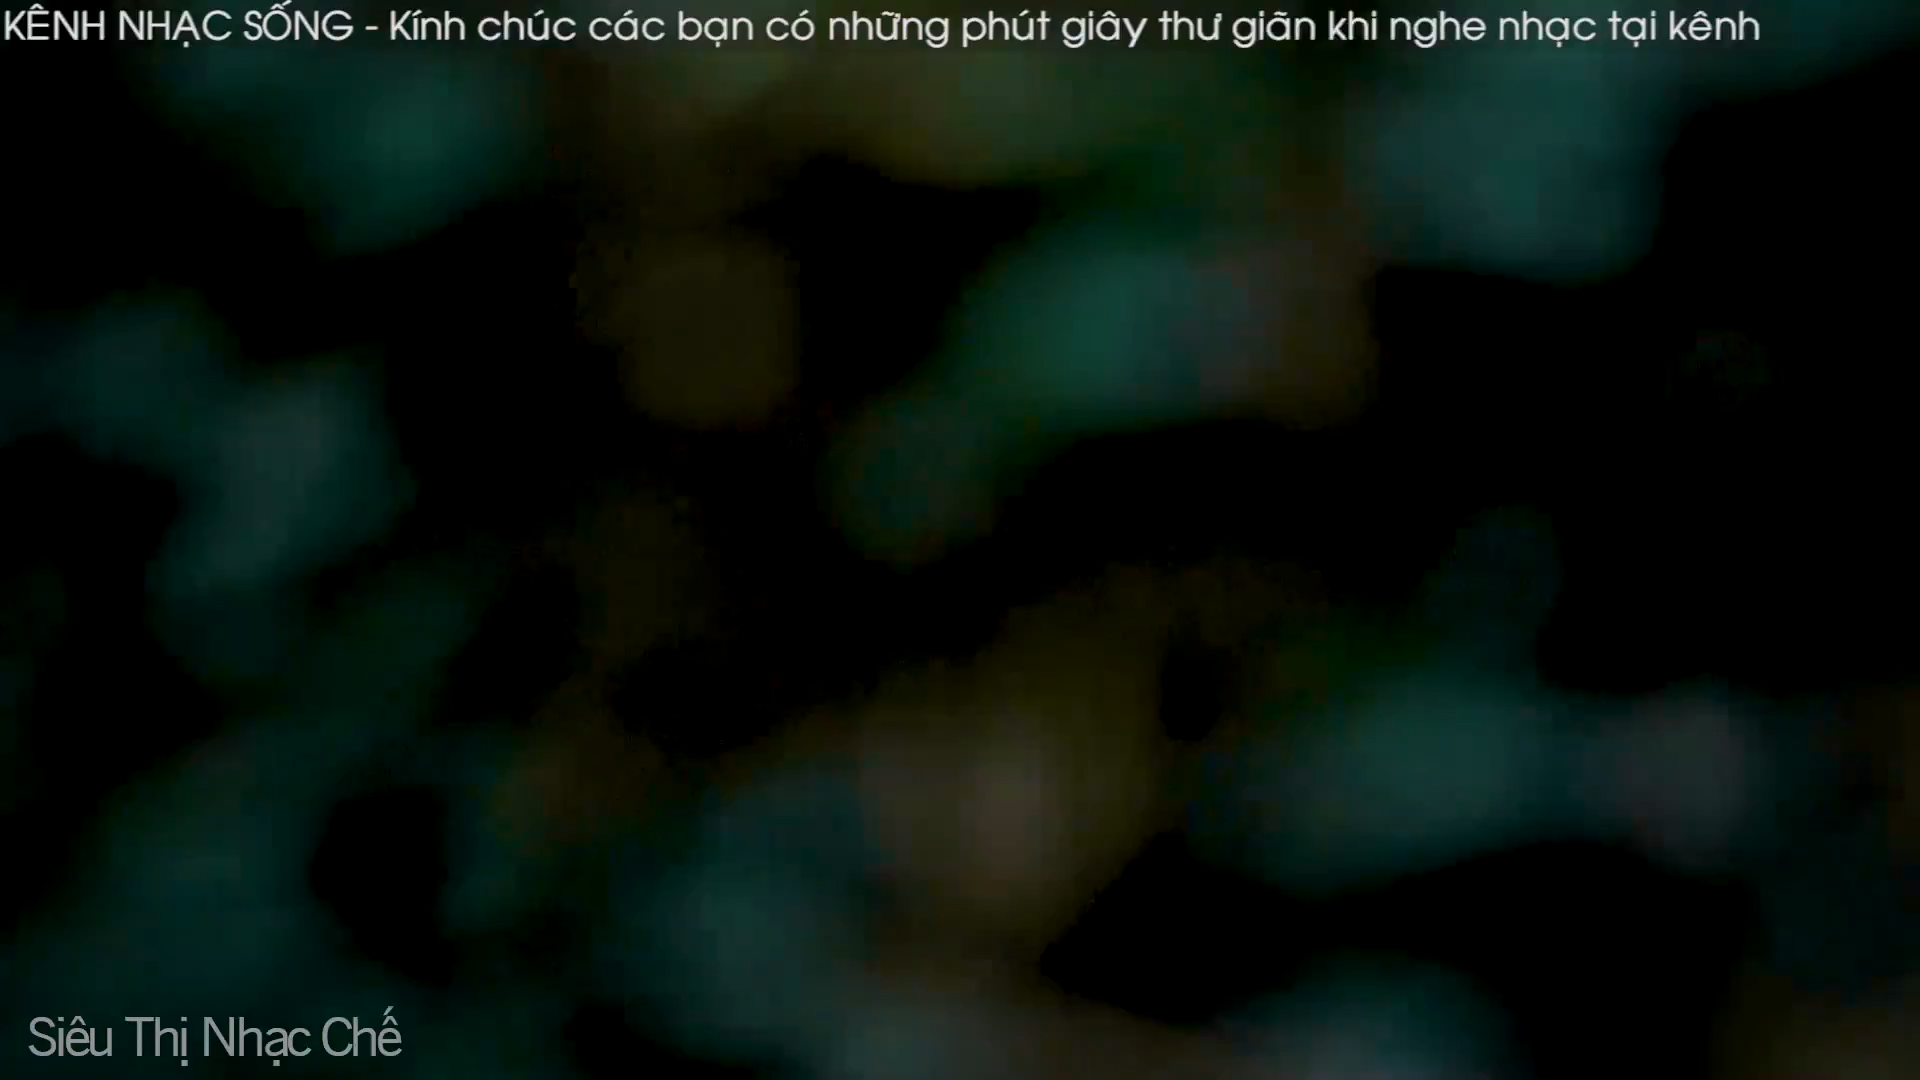 KÊNH NHẠC SỐNG - Kính chúc các bạn có những phút giây thư giãn khi nghe nhạc tại kênh
Siêu Thị Nhạc Chế